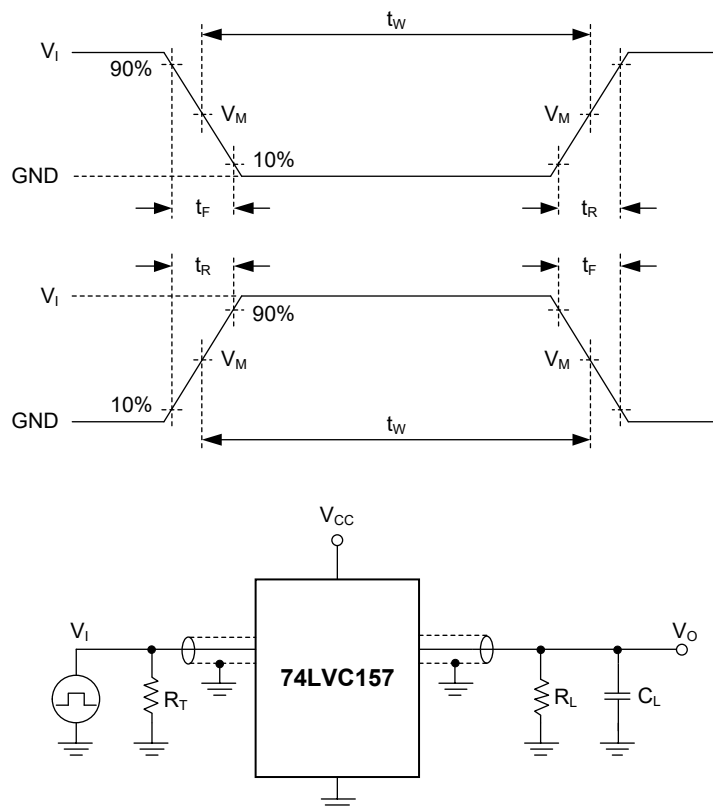 t_W
V_I
90%
V_M V_M
10%
GND
t_F t_R
t_R t_F
V_I
90%
V_M V_M
10%
GND
t_W
V_CC
V_I V_O
74LVC157
R_T R_L C_L